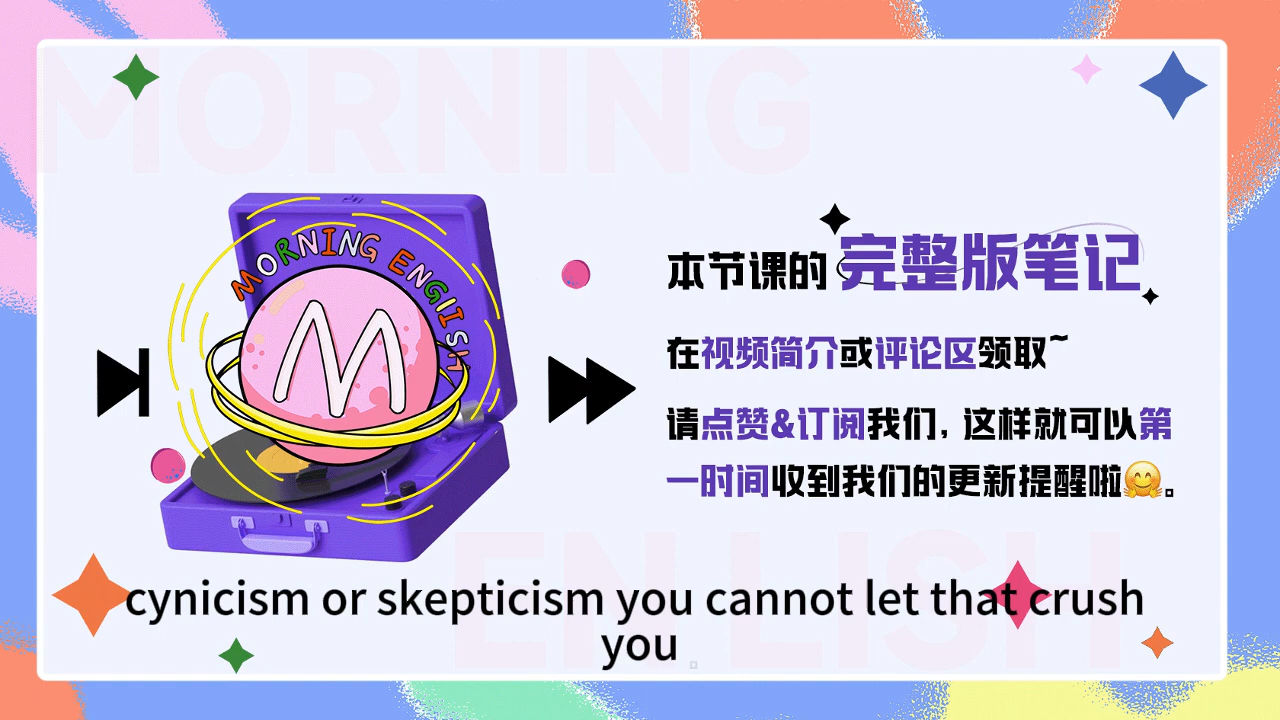 MORNING
MORNING ENGlISH
M
本节课的 完整版笔记
在视频简介或评论区领取~
请点赞&订阅我们, 这样就可以第
一时间收到我们的更新提醒啦🤗。
cynicism or skepticism you cannot let that crush
you